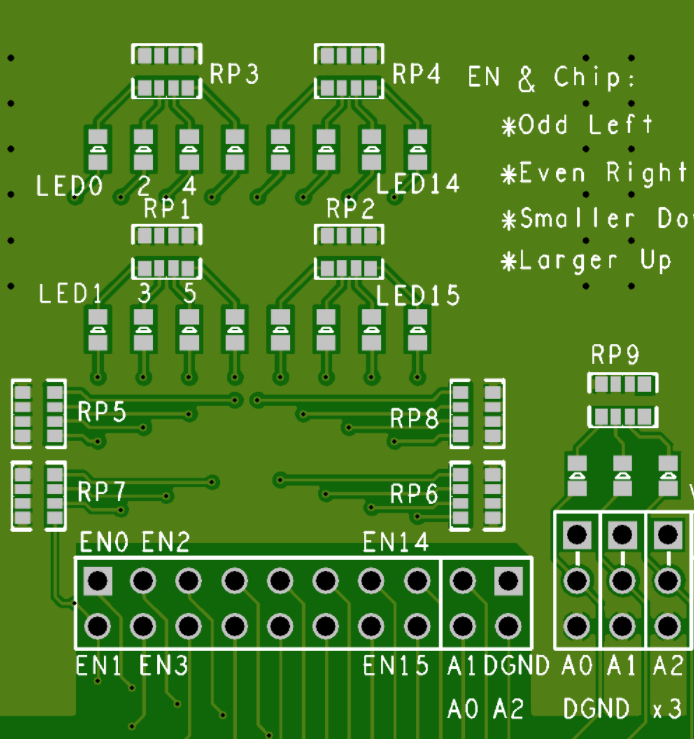 RP3
RP4
EN & Chip:
*Odd Left
*Even Right
*Smaller
*Larger Up
LED0 2 4
LED14
RP1
RP2
LED1 3 5
LED15
RP9
RP5
RP8
RP7
RP6
EN0 EN2
EN14
EN1 EN3
EN15 A1 DGND A0 A1 A2
A0 A2
DGND x3